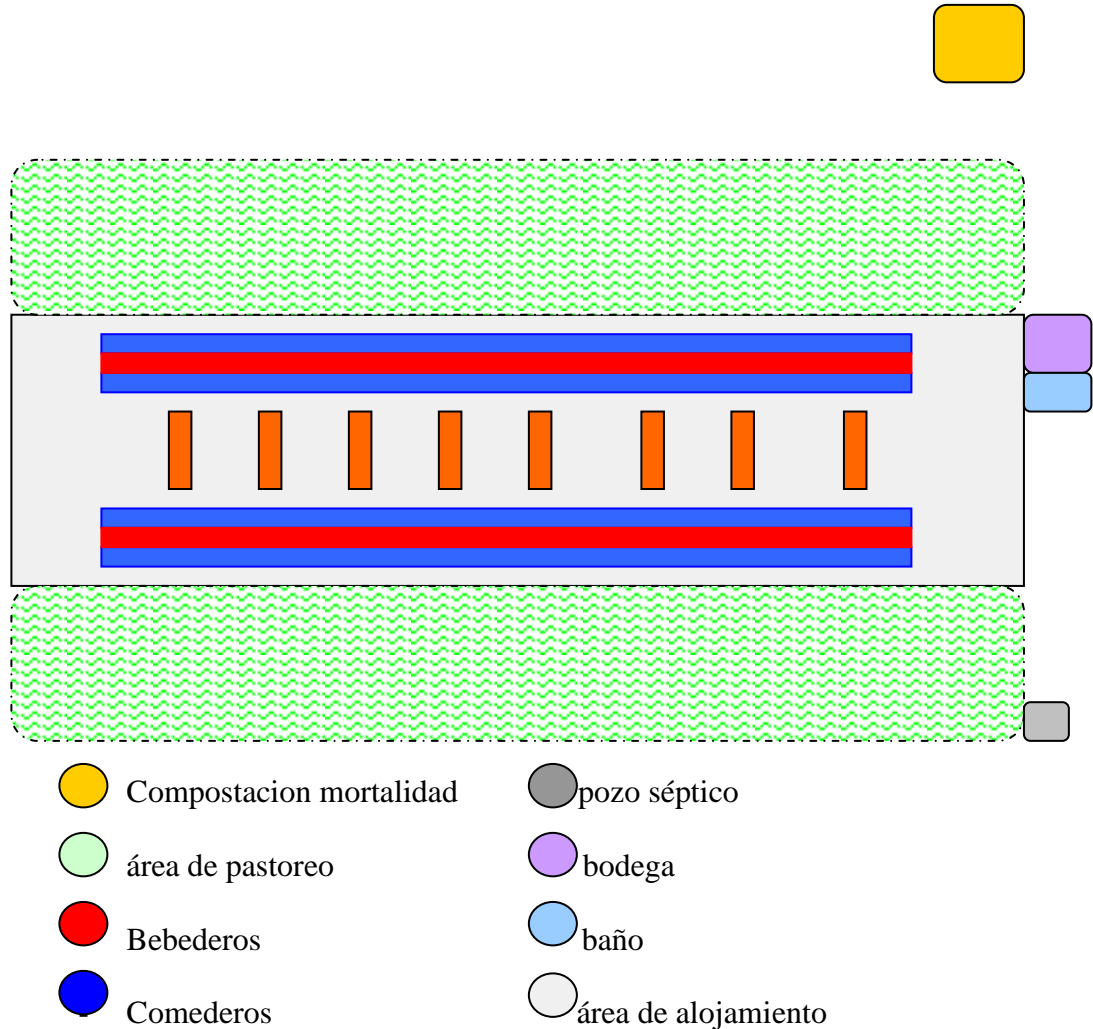 Compostacion mortalidad
pozo séptico
área de pastoreo
bodega
Bebederos
baño
Comederos
área de alojamiento